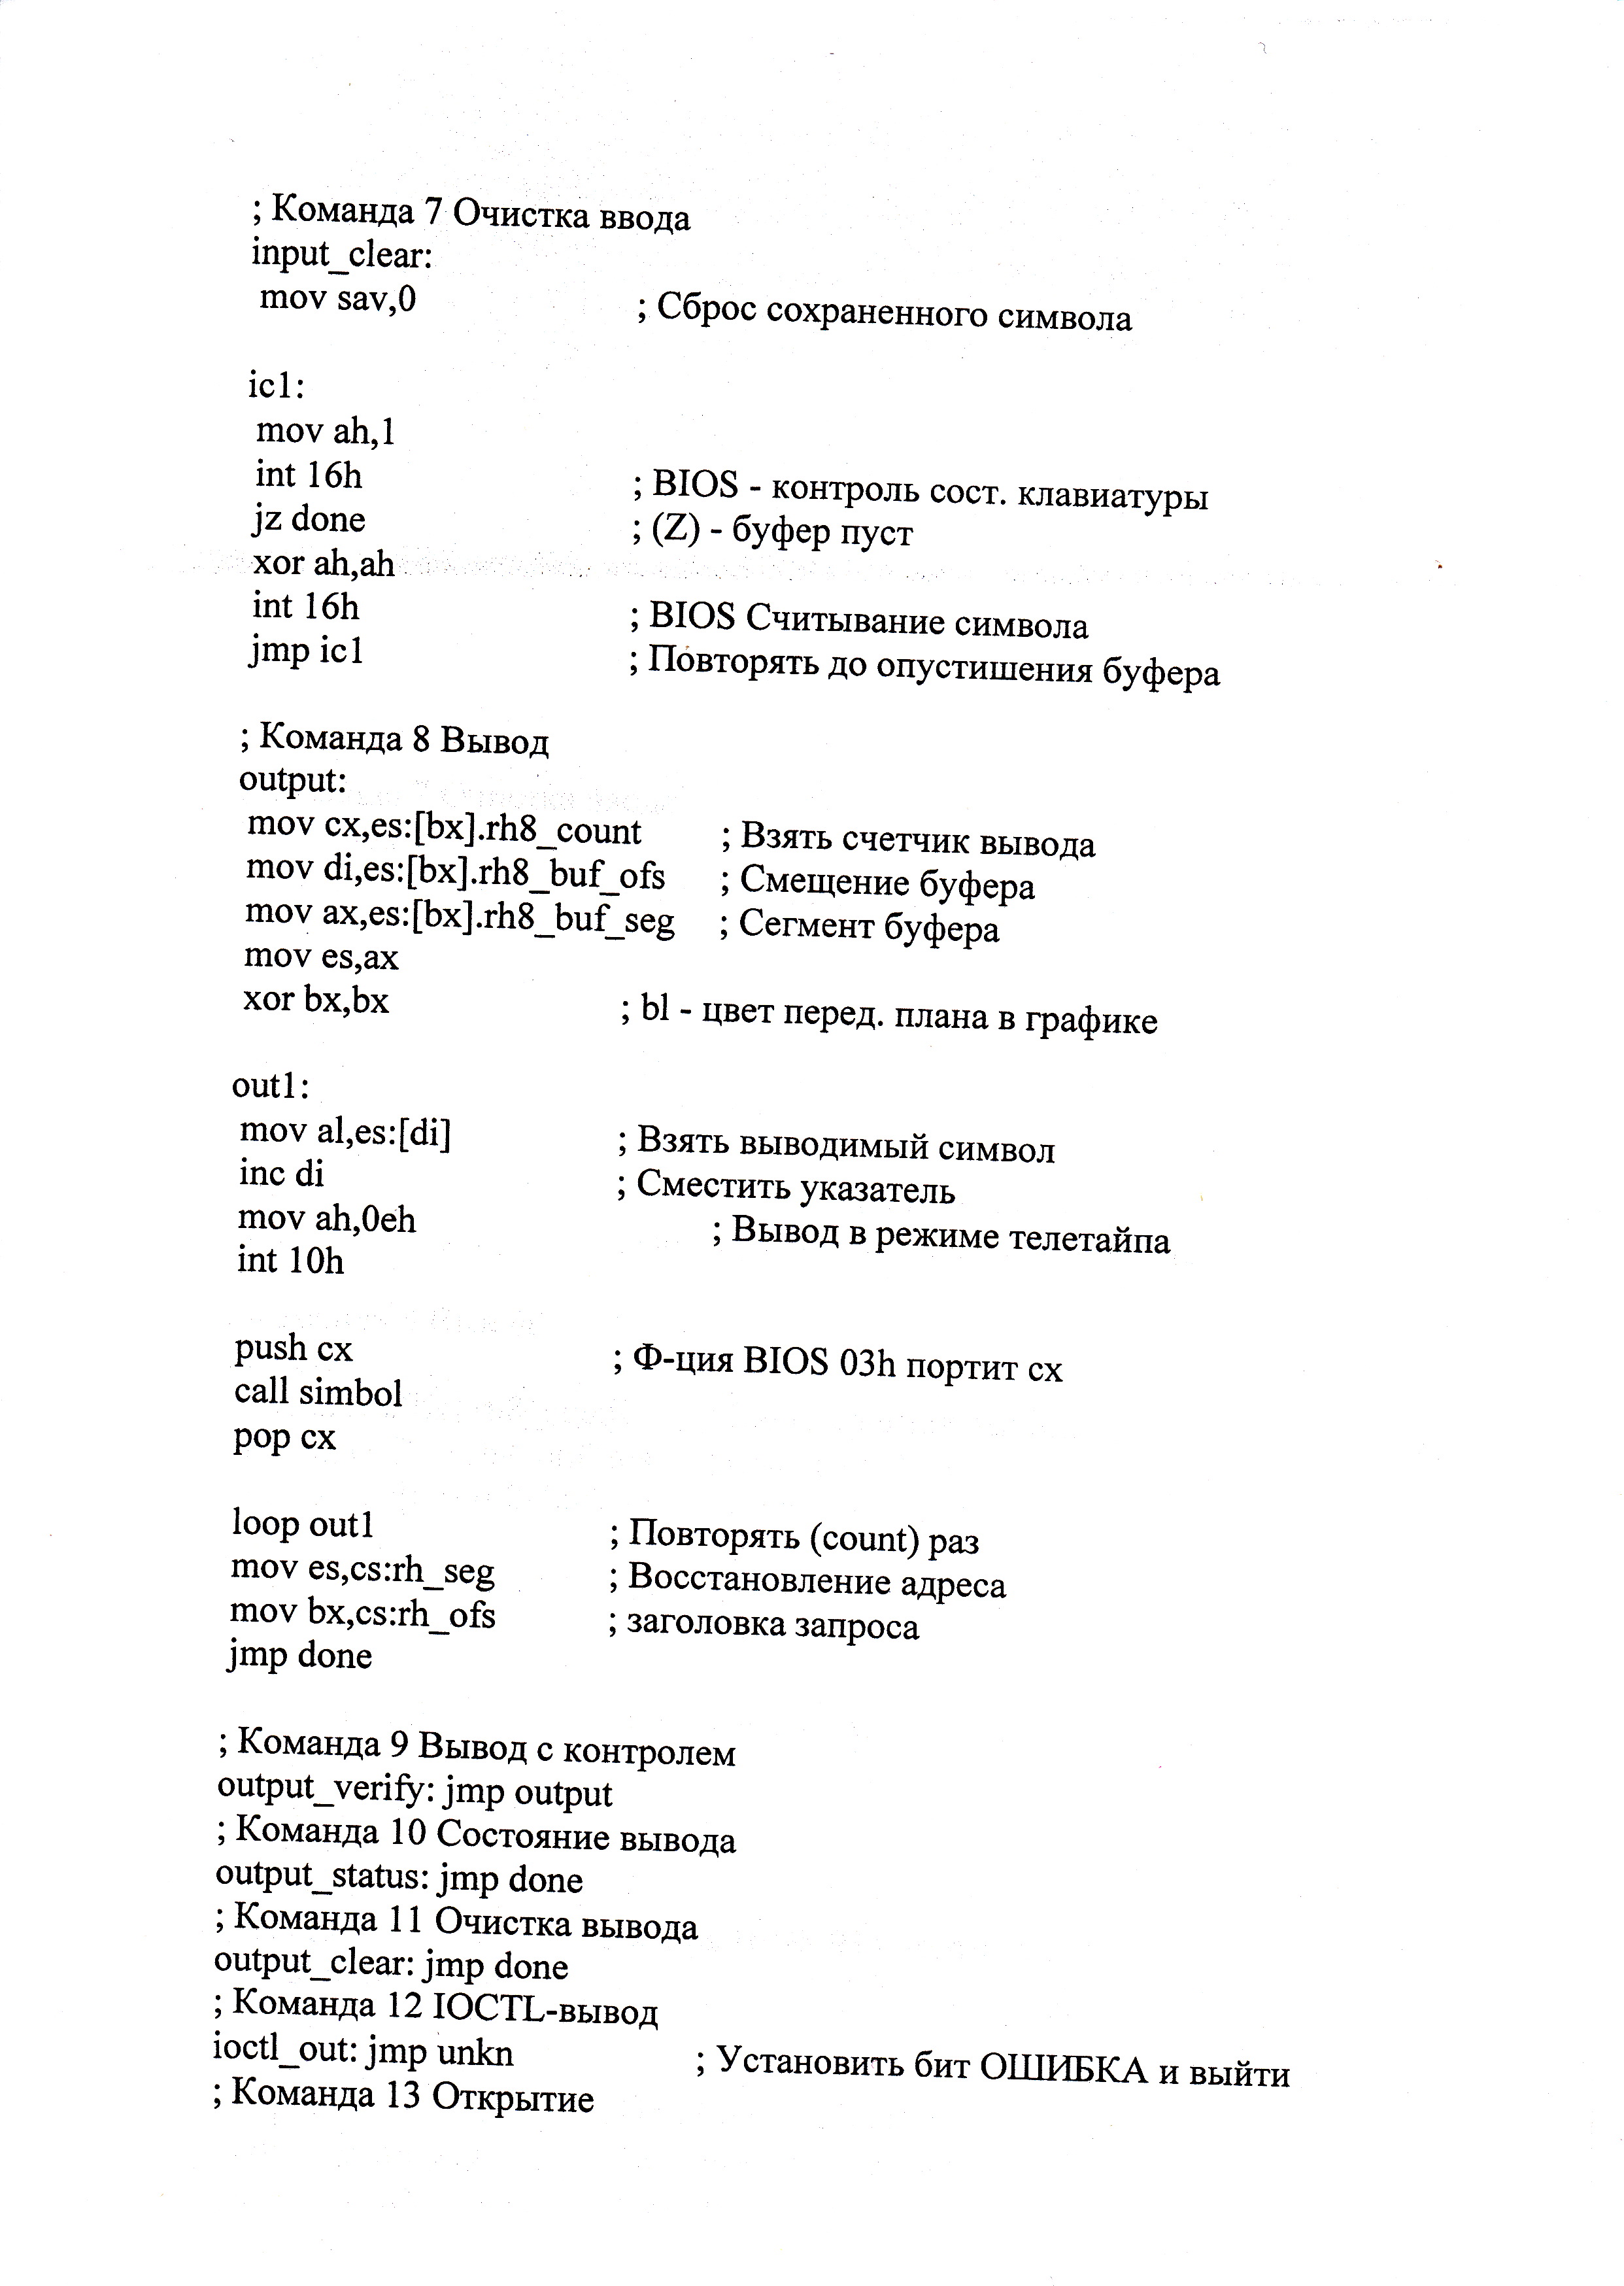 ; Команда 7 Очистка ввода
input_clear:
mov sav,0 ; Сброс сохраненного символа
ic1:
mov ah,1
int 16h ; BIOS - контроль сост. клавиатуры
jz done ; (Z) - буфер пуст
xor ah,ah
int 16h ; BIOS Считывание символа
jmp ic1 ; Повторять до опустишения буфера
; Команда 8 Вывод
output:
mov cx,es:[bx].rh8_count ; Взять счетчик вывода
mov di,es:[bx].rh8_buf_ofs ; Смещение буфера
mov ax,es:[bx].rh8_buf_seg ; Сегмент буфера
mov es,ax
xor bx,bx ; bl - цвет перед. плана в графике
out1:
mov al,es:[di] ; Взять выводимый символ
inc di ; Сместить указатель
mov ah,0eh ; Вывод в режиме телетайпа
int 10h
push cx ; Ф-ция BIOS 03h портит cx
call simbol
pop cx
loop out1 ; Повторять (count) раз
mov es,cs:rh_seg ; Восстановление адреса
mov bx,cs:rh_ofs ; заголовка запроса
jmp done
; Команда 9 Вывод с контролем
output_verify: jmp output
; Команда 10 Состояние вывода
output_status: jmp done
; Команда 11 Очистка вывода
output_clear: jmp done
; Команда 12 IOCTL-вывод
ioctl_out: jmp unkn ; Установить бит ОШИБКА и выйти
; Команда 13 Открытие